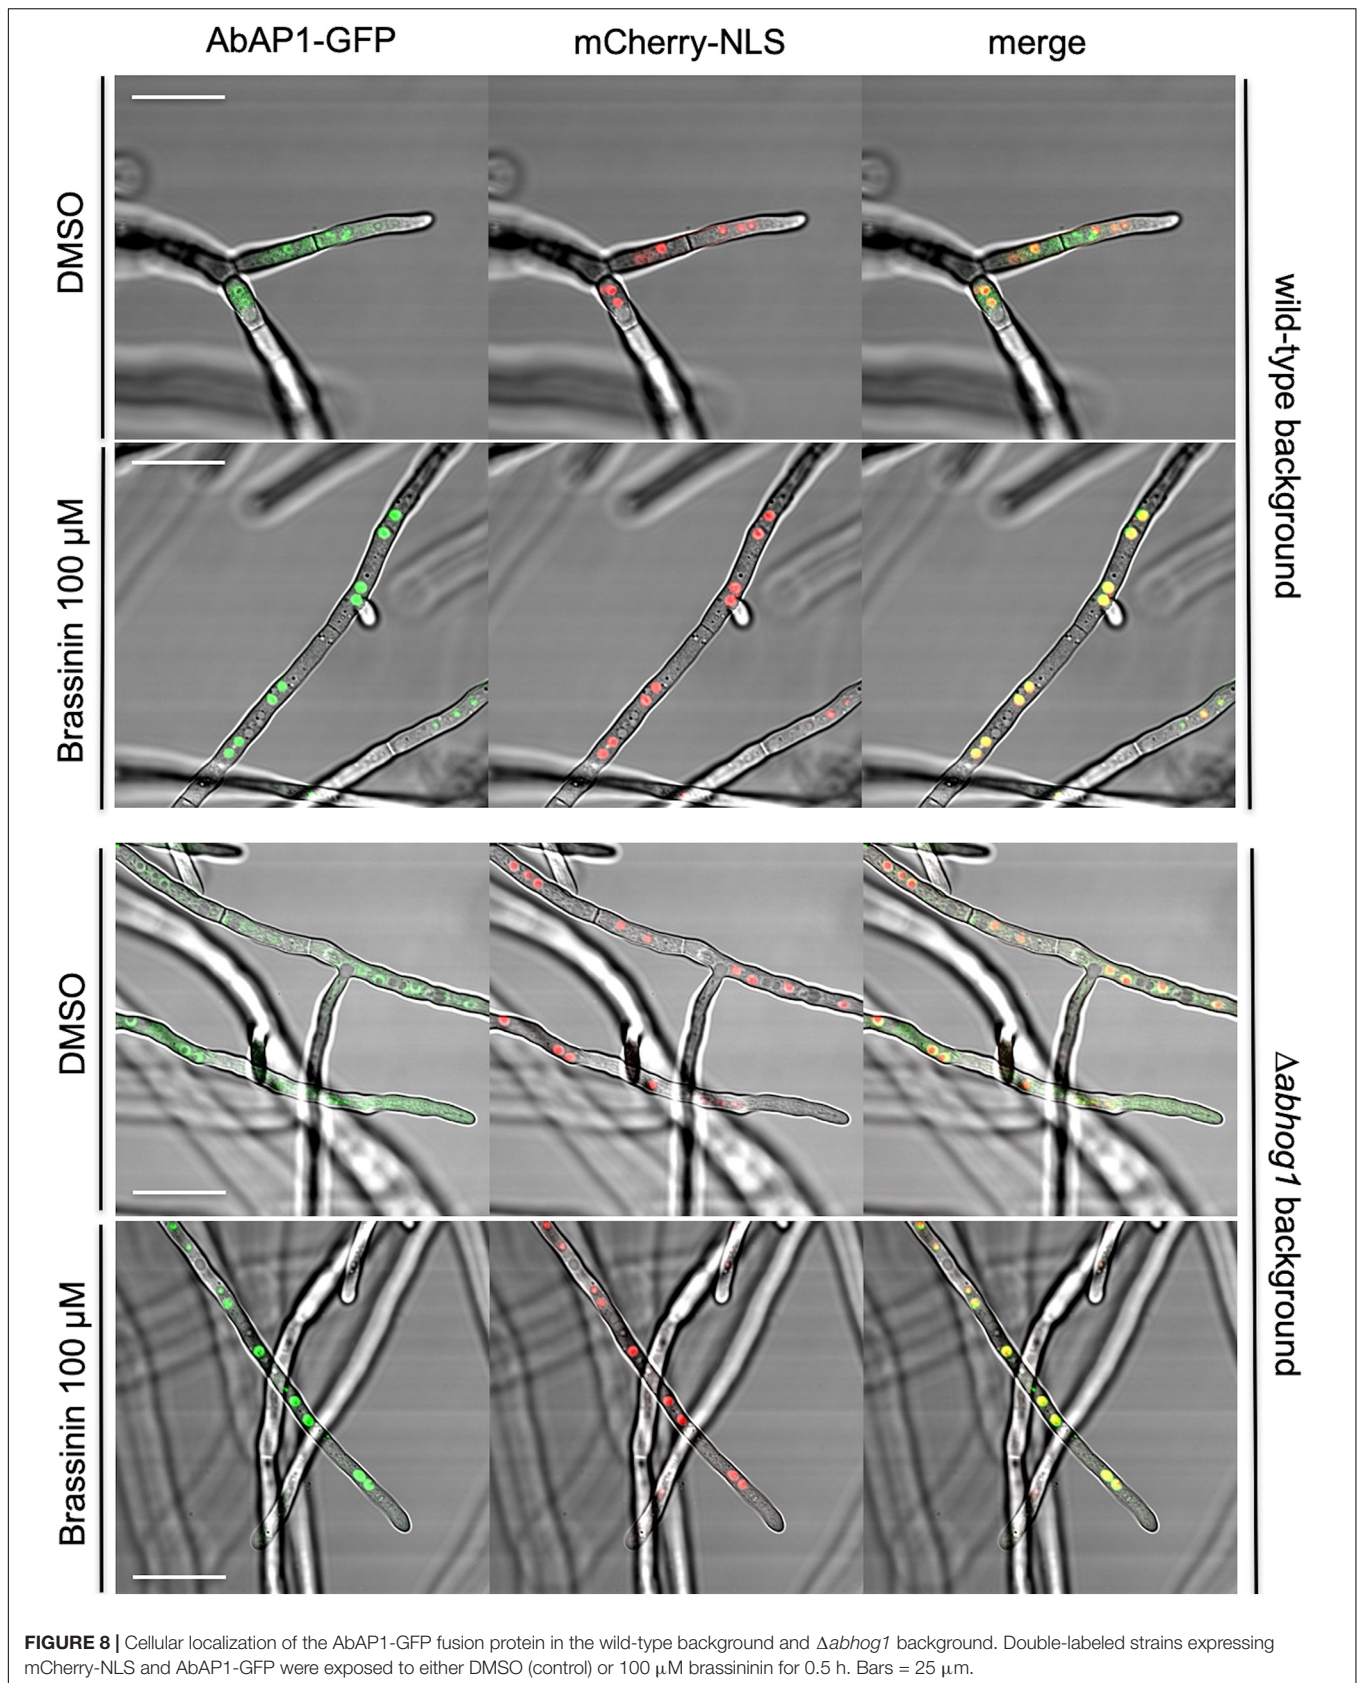 AbAP1-GFP mCherry-NLS merge
DMSO
wild-type background
Brassinin 100 µM
DMSO
Δabhog1 background
Brassinin 100 µM
FIGURE 8 | Cellular localization of the AbAP1-GFP fusion protein in the wild-type background and Δabhog1 background. Double-labeled strains expressing
mCherry-NLS and AbAP1-GFP were exposed to either DMSO (control) or 100 µM brassininin for 0.5 h. Bars = 25 µm.